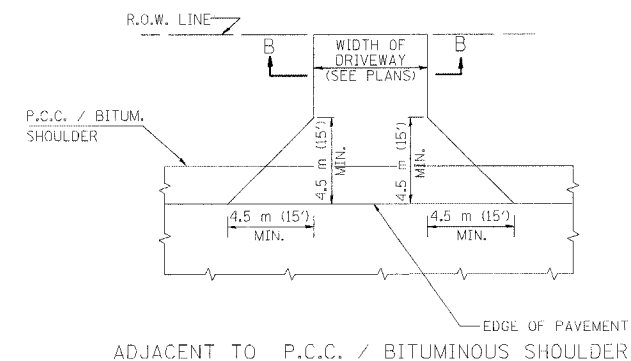 R.O.W. LINE
B
B
WIDTH OF
DRIVEWAY
(SEE PLANS)
P.C.C. / BITUM.
SHOULDER
4.5 m (15')
MIN.
4.5 m (15')
MIN.
4.5 m (15')
MIN.
4.5 m (15')
MIN.
EDGE OF PAVEMENT
ADJACENT TO P.C.C. / BITUMINOUS SHOULDER